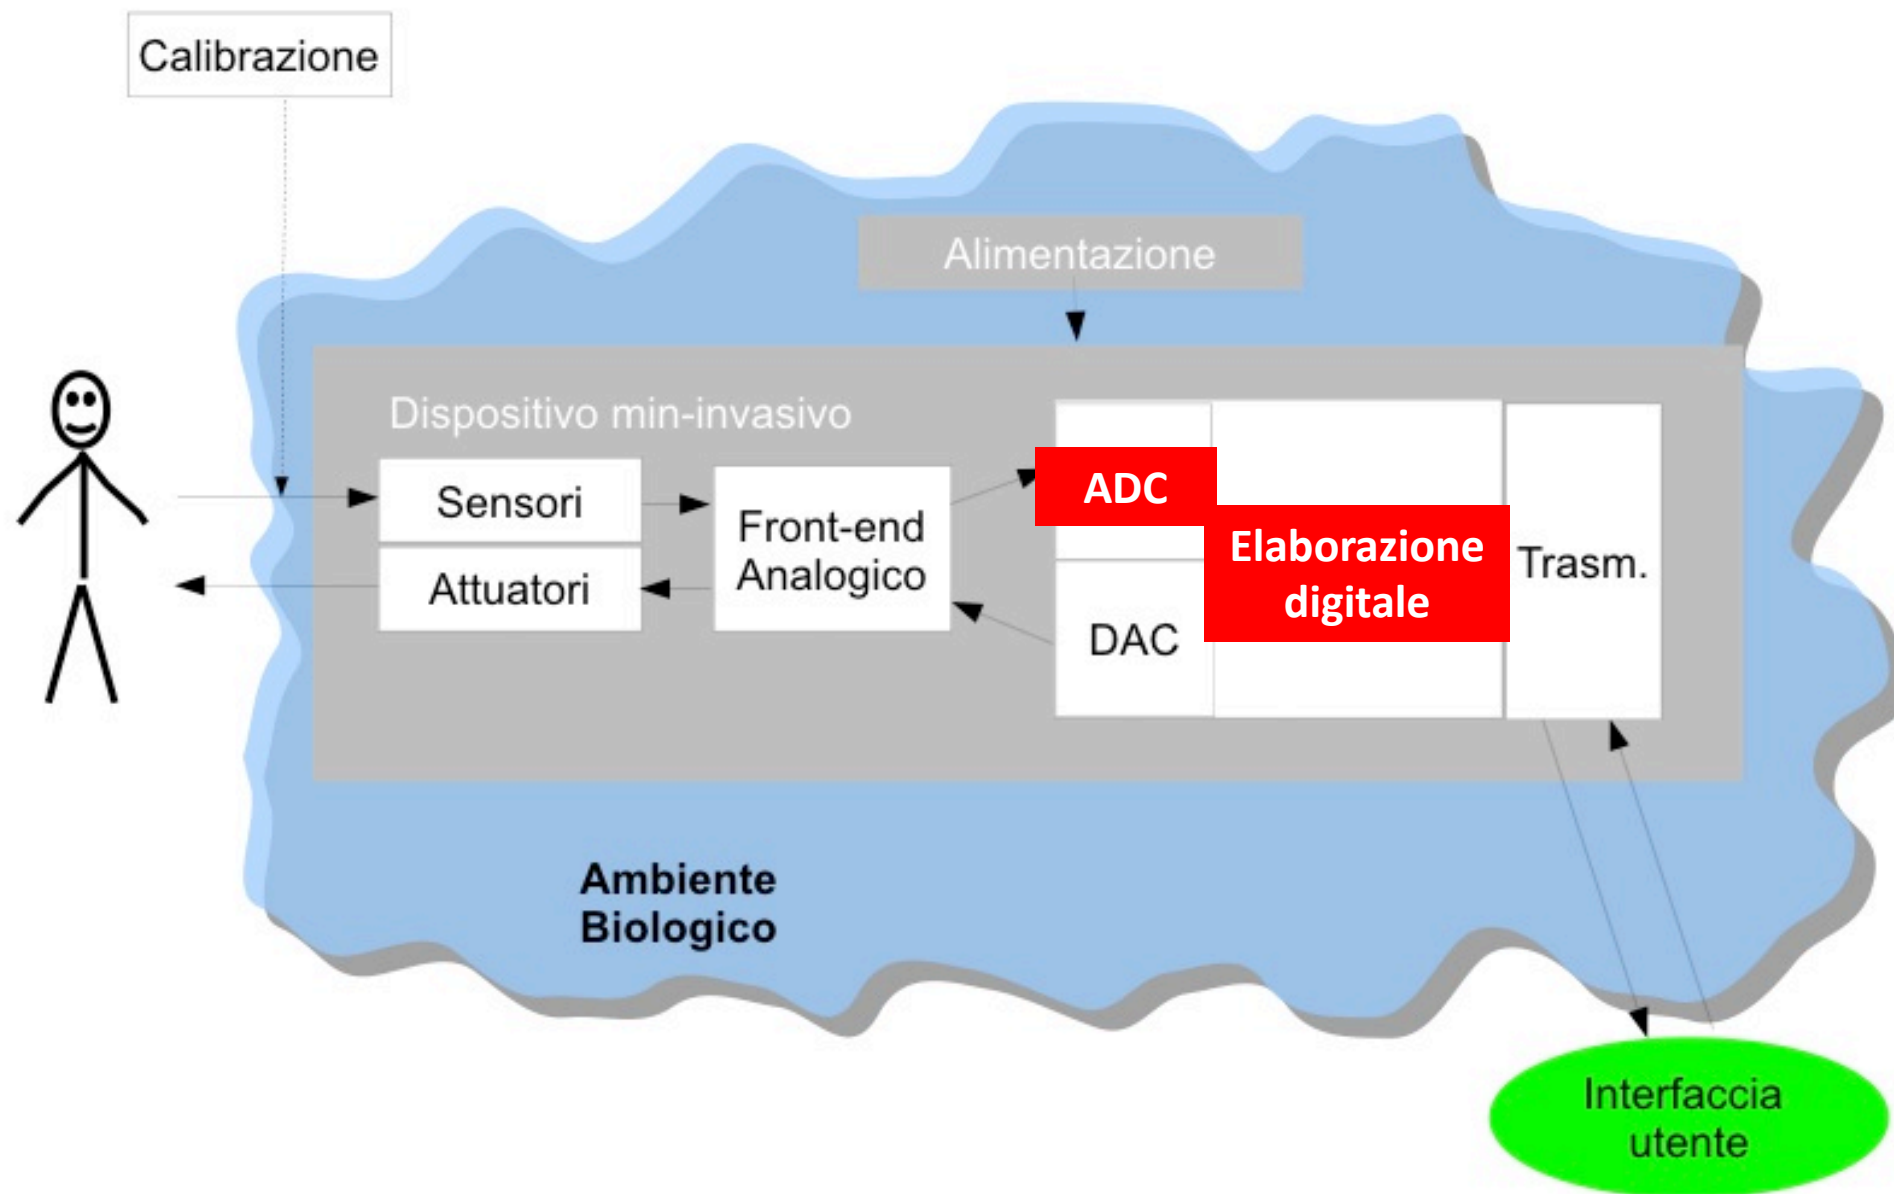 Calibrazione
Alimentazione
Dispositivo min-invasivo
Sensori
Attuatori
Front-end
Analogico
ADC
DAC
Elaborazione
digitale
Trasm.
Ambiente
Biologico
Interfaccia
utente